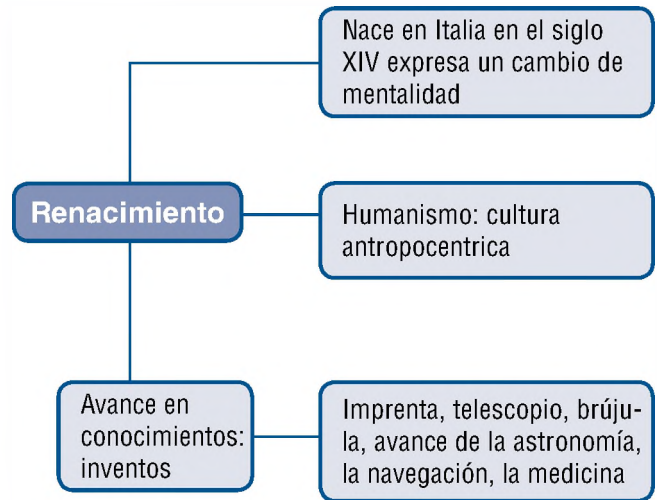 Nace en Italia en el siglo
XIV expresa un cambio de
mentalidad
Renacimiento
Humanismo: cultura
antropocentrica
Avance en
conocimientos:
inventos
Imprenta, telescopio, brúju-
la, avance de la astronomía,
la navegación, la medicina